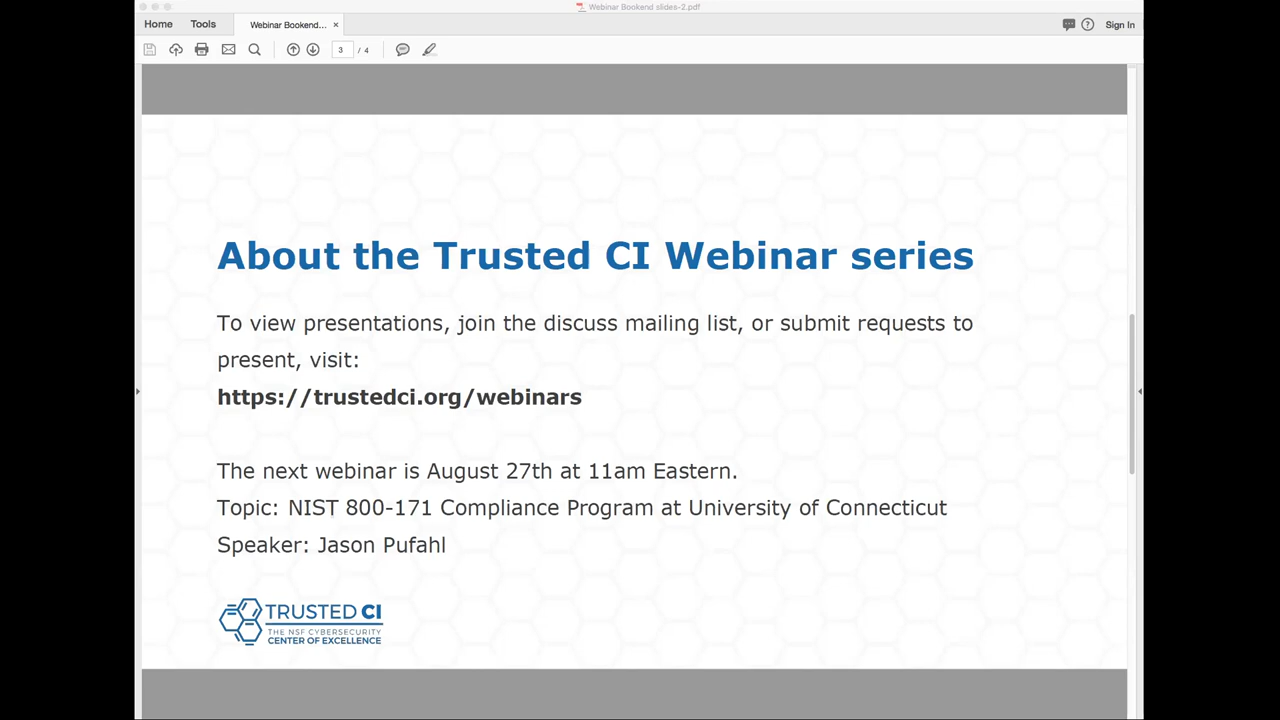 Webinar Bookend slides-2.pdf
Home Tools Webinar Bookend... × Sign In
3 / 4
About the Trusted CI Webinar series
To view presentations, join the discuss mailing list, or submit requests to
present, visit:
https://trustedci.org/webinars
The next webinar is August 27th at 11am Eastern.
Topic: NIST 800-171 Compliance Program at University of Connecticut
Speaker: Jason Pufahl
TRUSTED CI
THE NSF CYBERSECURITY
CENTER OF EXCELLENCE